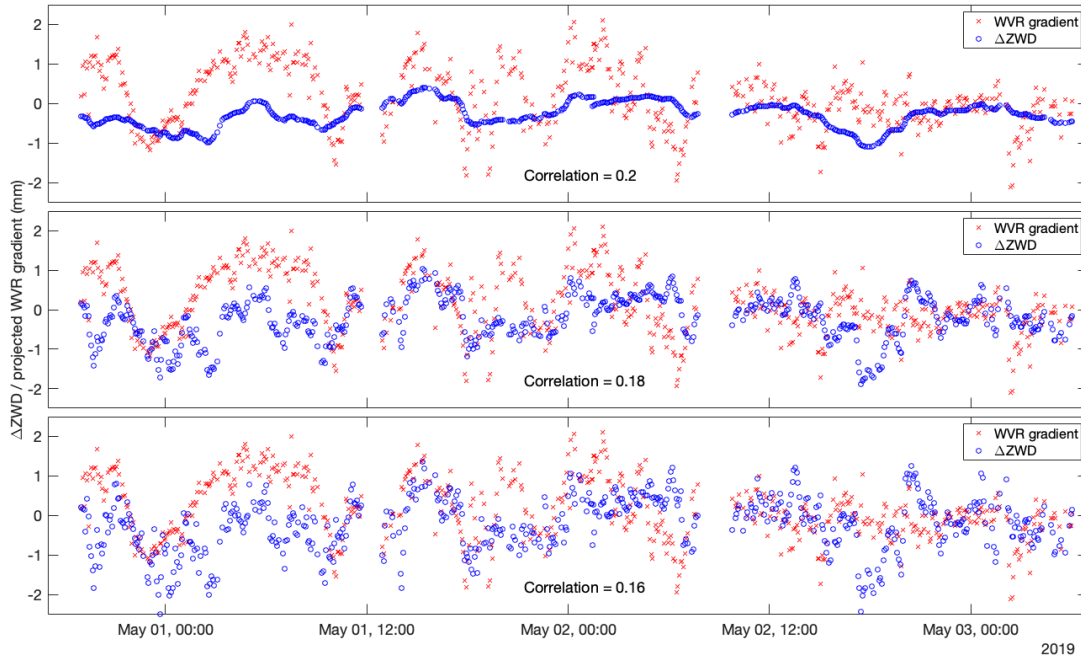 2
1
0
-1
-2
WVR gradient
ΔZWD
Correlation = 0.2
2
1
0
-1
-2
WVR gradient
ΔZWD
Correlation = 0.18
ΔZWD / projected WVR gradient (mm)
2
1
0
-1
-2
WVR gradient
ΔZWD
Correlation = 0.16
May 01, 00:00 May 01, 12:00 May 02, 00:00 May 02, 12:00 May 03, 00:00
2019